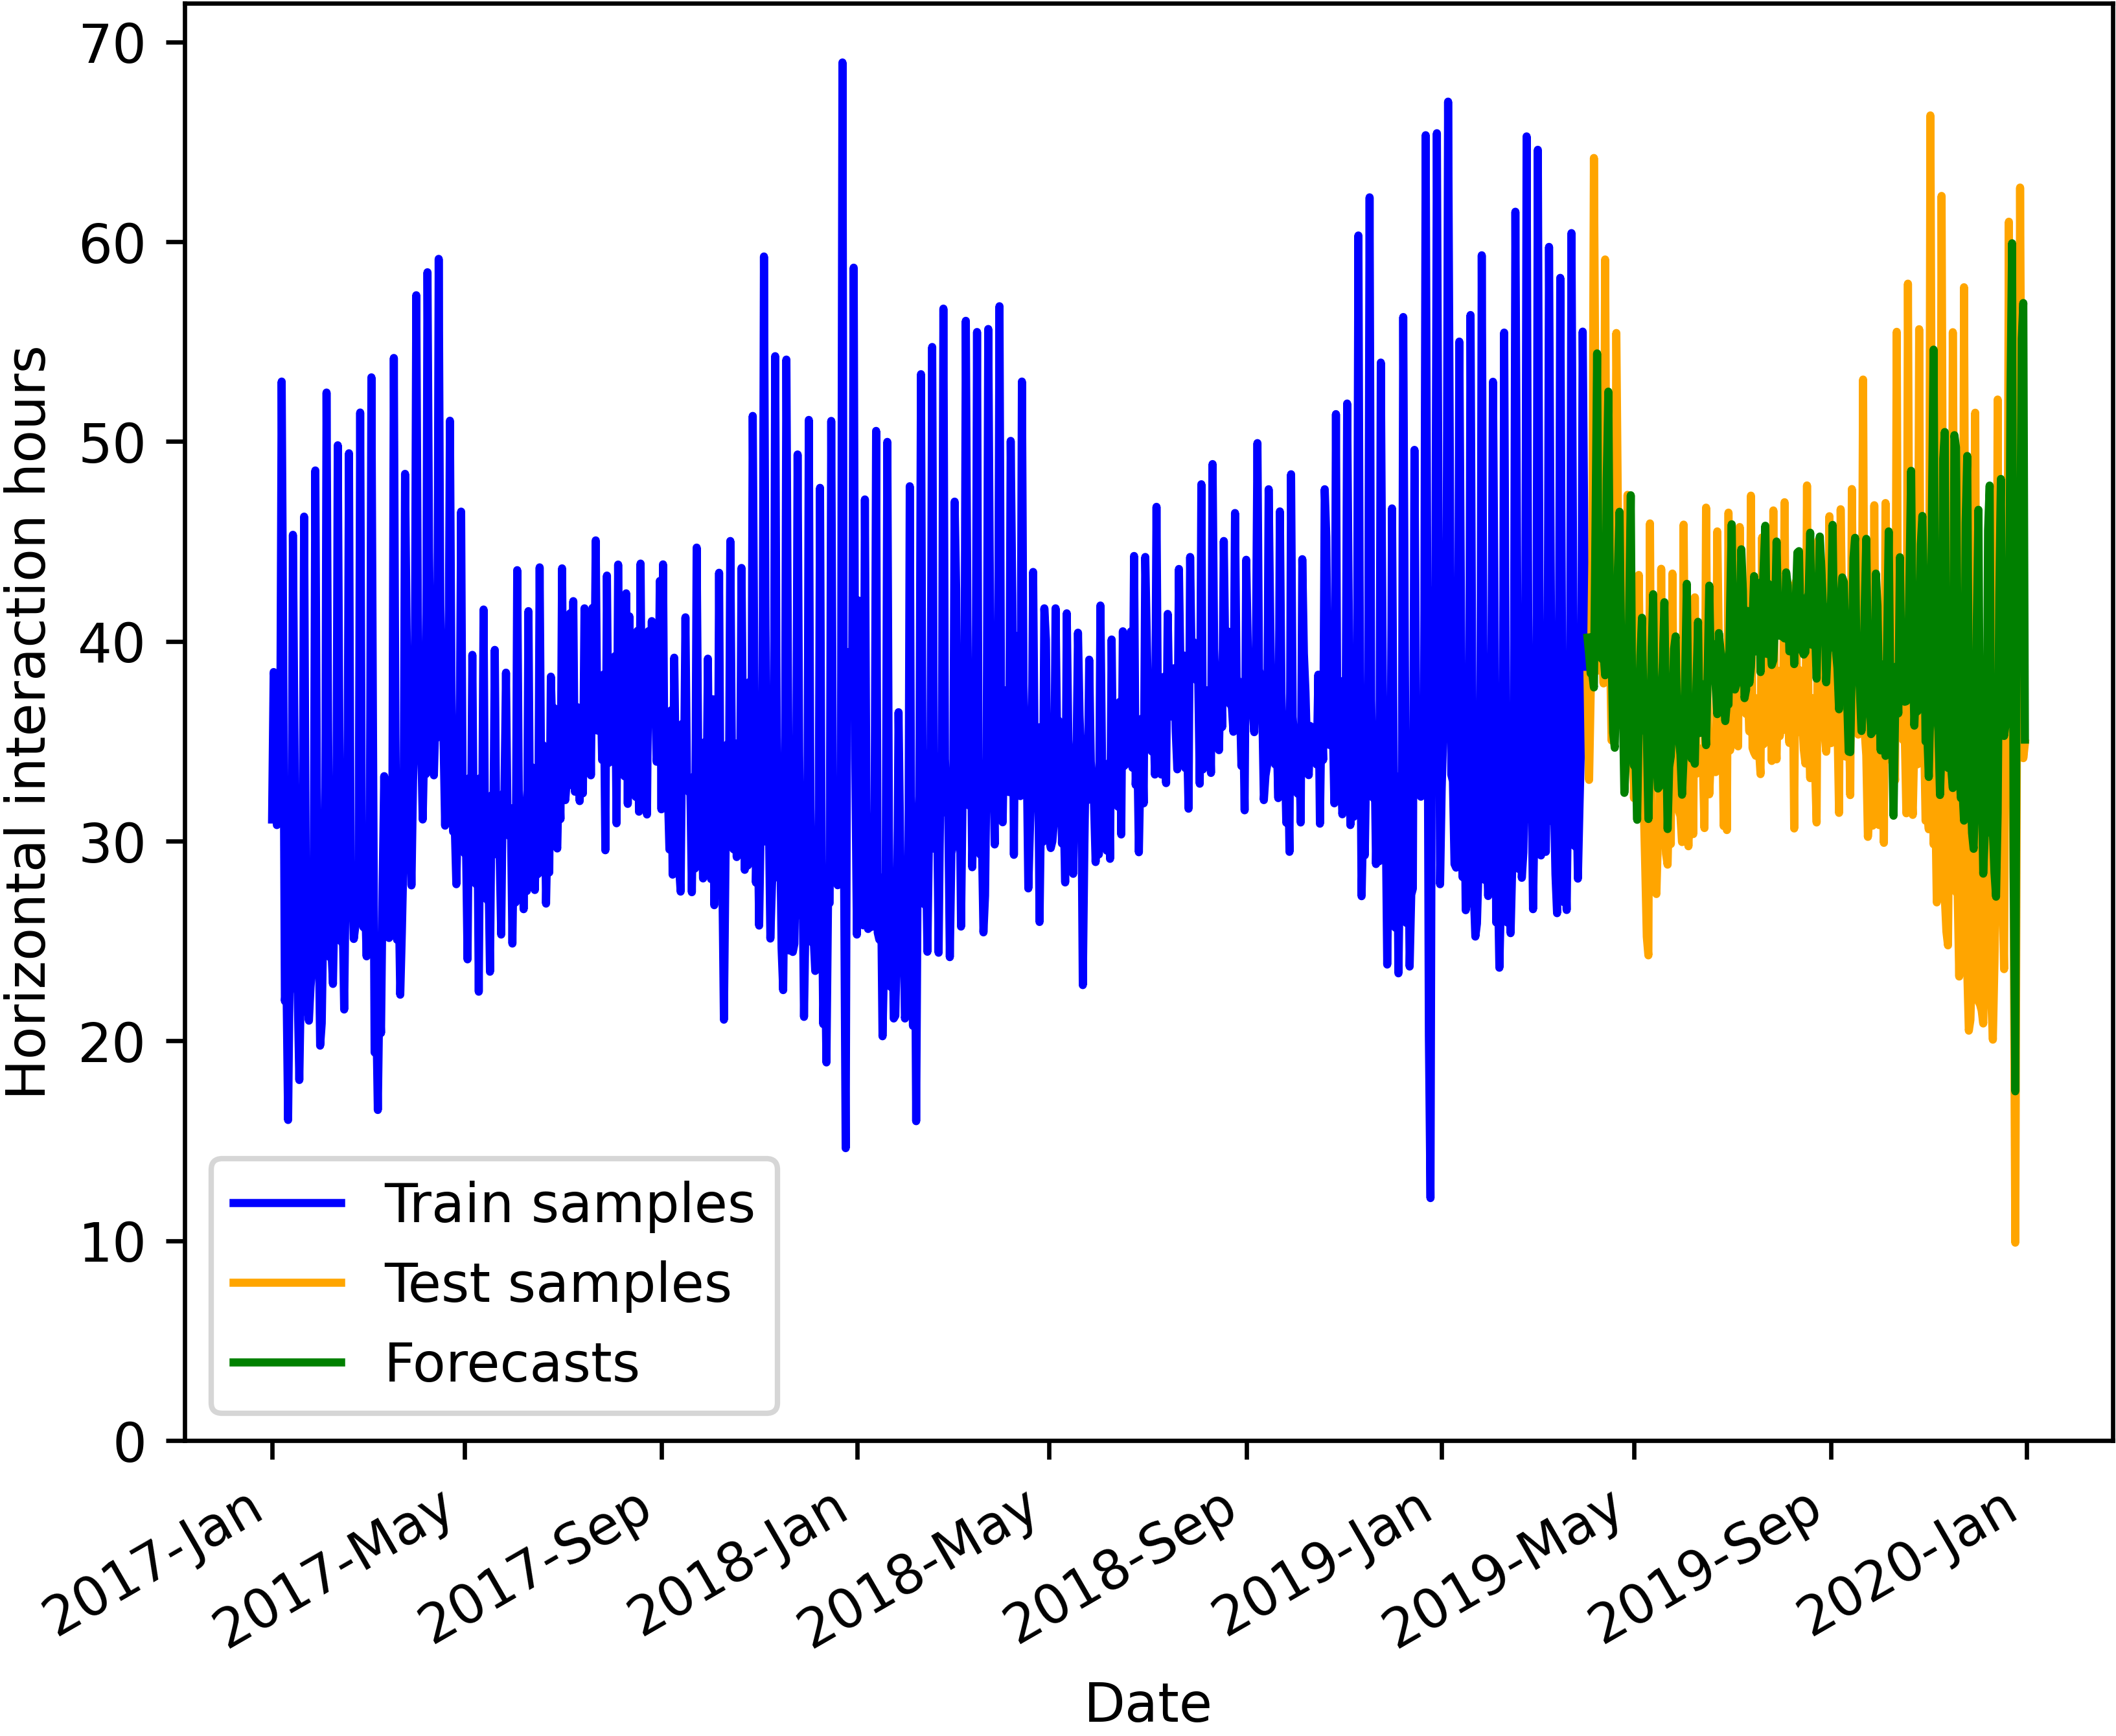 Horizontal interaction hours
70
60
50
40
30
20
10
0
Train samples
Test samples
Forecasts
2017-Jan
2017-May
2017-Sep
2018-Jan
2018-May
2018-Sep
2019-Jan
2019-May
2019-Sep
2020-Jan
Date